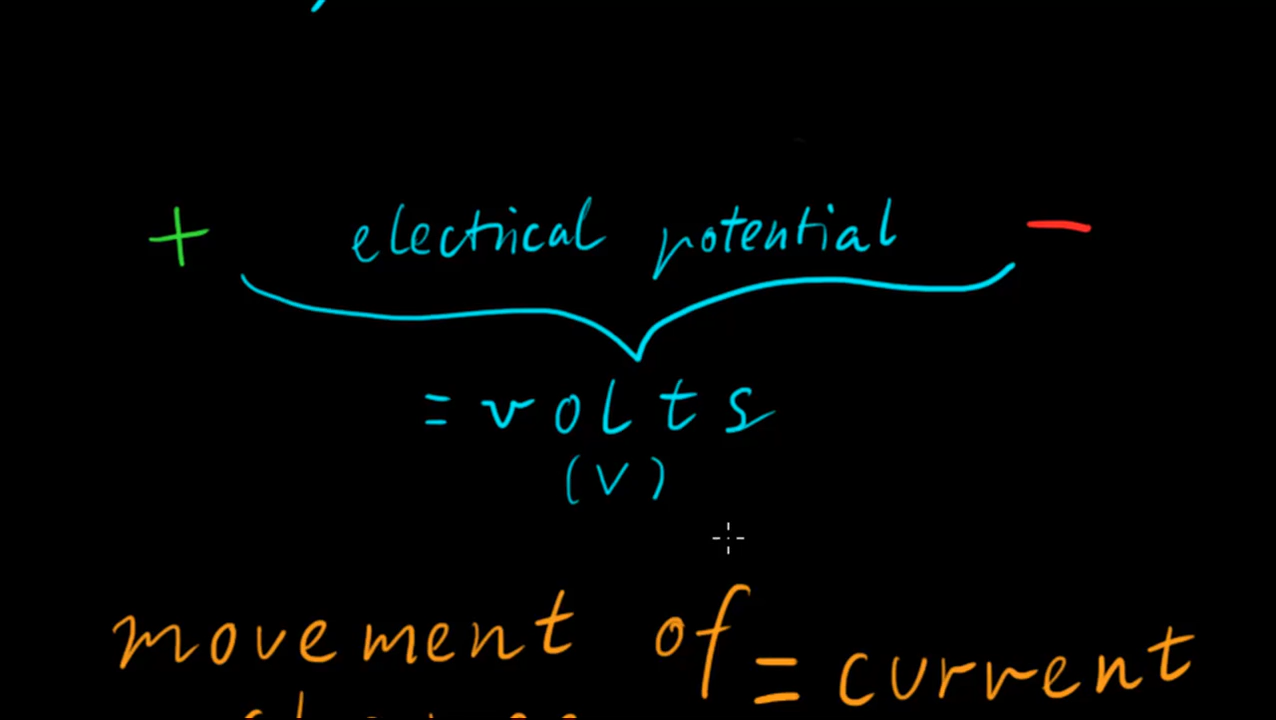 + electrical potential −
= volts
(V)
movement of = current